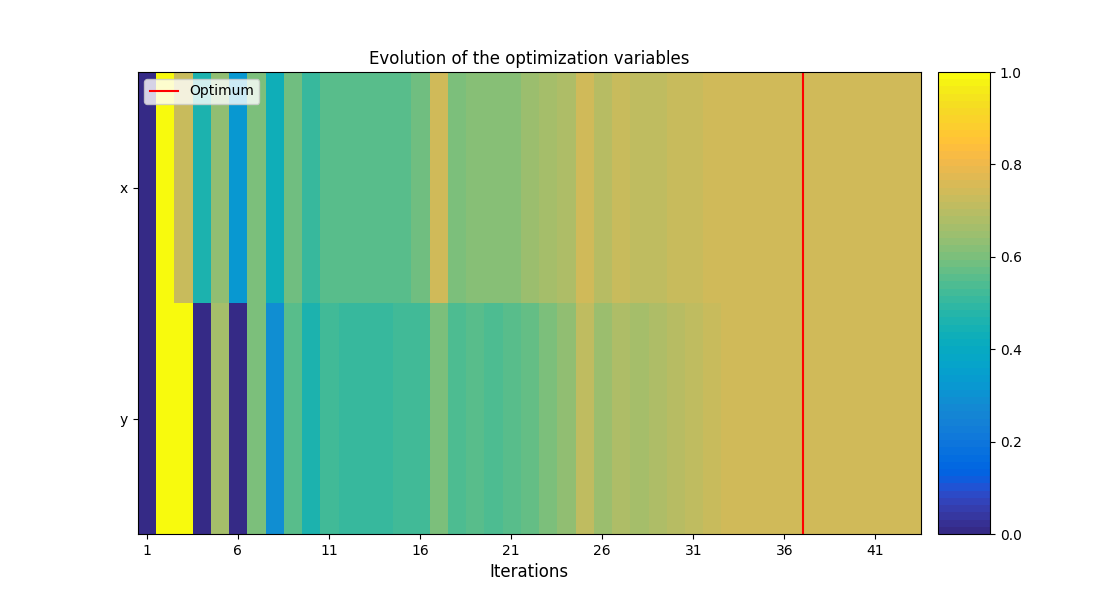 Evolution of the optimization variables
Optimum
x
y
1 6 11 16 21 26 31 36 41
Iterations
1.0
0.8
0.6
0.4
0.2
0.0